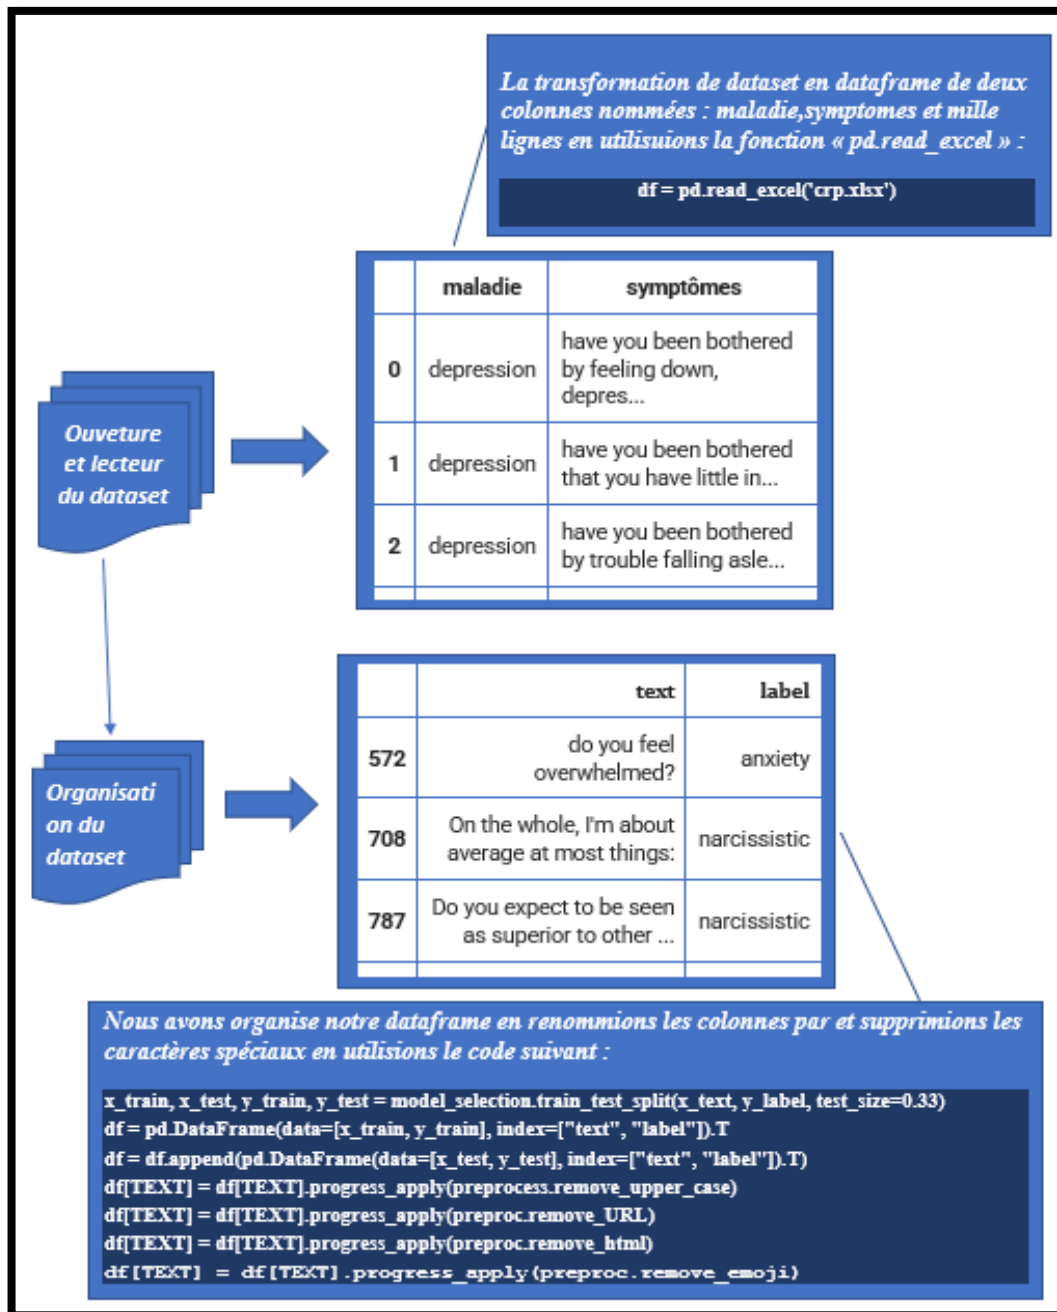 La transformation de dataset en dataframe de deux
colonnes nommées : maladie,symptomes et mille
lignes en utilisuions la fonction « pd.read_excel » :
df = pd.read_excel('crp.xlsx')
maladie symptômes
0 depression have you been bothered
by feeling down,
depres...
1 depression have you been bothered
that you have little in...
2 depression have you been bothered
by trouble falling asle...
Ouveture
et lecteur
du dataset
text label
572 do you feel
overwhelmed? anxiety
708 On the whole, I'm about
average at most things: narcissistic
787 Do you expect to be seen
as superior to other ... narcissistic
Organisati
on du
dataset
Nous avons organise notre dataframe en renommions les colonnes par et supprimions les
caractères spéciaux en utilisions le code suivant :
x_train, x_test, y_train, y_test = model_selection.train_test_split(x_text, y_label, test_size=0.33)
df = pd.DataFrame(data=[x_train, y_train], index=["text", "label"]).T
df = df.append(pd.DataFrame(data=[x_test, y_test], index=["text", "label"]).T)
df[TEXT] = df[TEXT].progress_apply(preprocess.remove_upper_case)
df[TEXT] = df[TEXT].progress_apply(preproc.remove_URL)
df[TEXT] = df[TEXT].progress_apply(preproc.remove_html)
df[TEXT] = df[TEXT].progress_apply(preproc.remove_emoji)